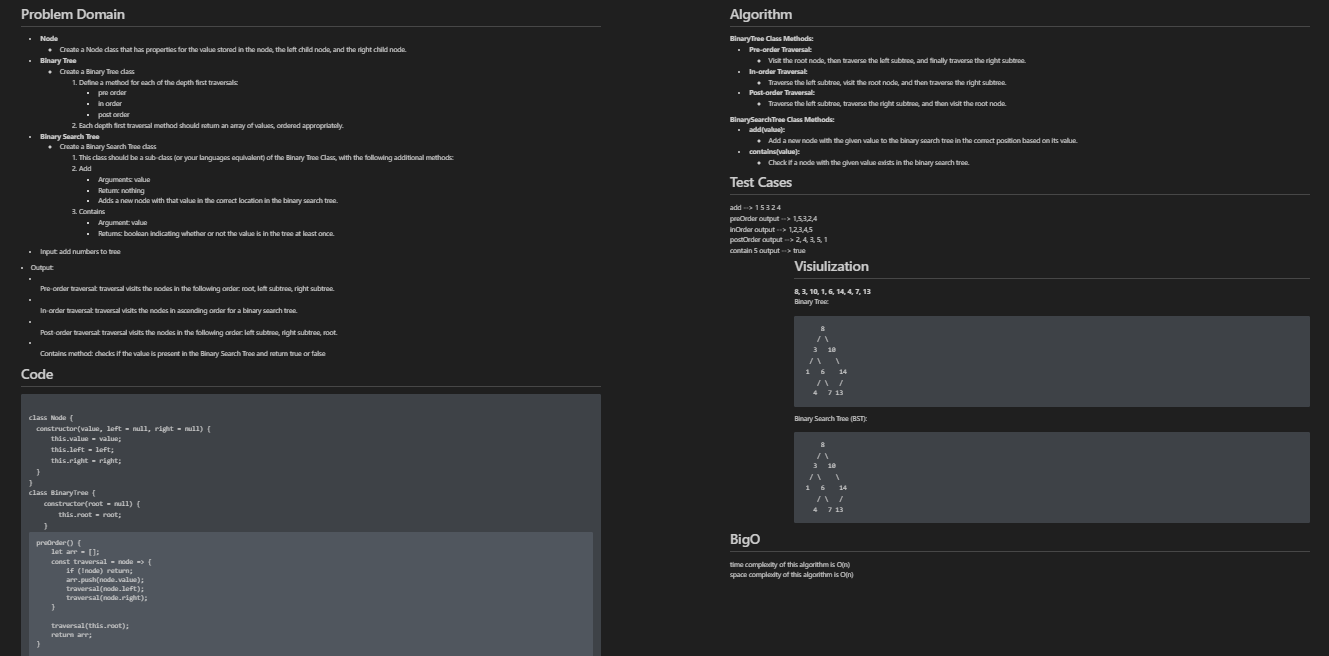 Problem Domain
• Node
• Create a Node class that has properties for the value stored in the node, the left child node, and the right child node.
• Binary Tree
• Create a Binary Tree class
1. Define a method for each of the depth first traversals:
• pre order
• in order
• post order
2. Each depth first traversal method should return an array of values, ordered appropriately.
• Binary Search Tree
• Create a Binary Search Tree class
1. This class should be a sub-class (or your languages equivalent) of the Binary Tree Class, with the following additional methods:
2. Add
• Arguments: value
• Return: nothing
• Adds a new node with that value in the correct location in the binary search tree.
3. Contains
• Argument: value
• Returns: boolean indicating whether or not the value is in the tree at least once.
• Input: add numbers to tree
• Output:
•
Pre-order traversal: traversal visits the nodes in the following order: root, left subtree, right subtree.
•
In-order traversal: traversal visits the nodes in ascending order for a binary search tree.
•
Post-order traversal: traversal visits the nodes in the following order: left subtree, right subtree, root.
•
Contains method: checks if the value is present in the Binary Search Tree and return true or false
Code
class Node {
  constructor(value, left = null, right = null) {
      this.value = value;
      this.left = left;
      this.right = right;
  }
}
class BinaryTree {
    constructor(root = null) {
        this.root = root;
    }
  preOrder() {
      let arr = [];
      const traversal = node => {
          if (!node) return;
          arr.push(node.value);
          traversal(node.left);
          traversal(node.right);
      }
      traversal(this.root);
      return arr;
  }
Algorithm
BinaryTree Class Methods:
• Pre-order Traversal:
• Visit the root node, then traverse the left subtree, and finally traverse the right subtree.
• In-order Traversal:
• Traverse the left subtree, visit the root node, and then traverse the right subtree.
• Post-order Traversal:
• Traverse the left subtree, traverse the right subtree, and then visit the root node.
BinarySearchTree Class Methods:
• add(value):
• Add a new node with the given value to the binary search tree in the correct position based on its value.
• contains(value):
• Check if a node with the given value exists in the binary search tree.
Test Cases
add --> 1 5 3 2 4
preOrder output --> 1,5,3,2,4
inOrder output --> 1,2,3,4,5
postOrder output --> 2, 4, 3, 5, 1
contain 5 output --> true
Visiulization
8, 3, 10, 1, 6, 14, 4, 7, 13
Binary Tree:
    8
   / \
  3   10
 / \    \
1   6    14
   / \   /
  4   7 13
Binary Search Tree (BST):
    8
   / \
  3   10
 / \    \
1   6    14
   / \   /
  4   7 13
BigO
time complexity of this algorithm is O(n)
space complexity of this algorithm is O(n)